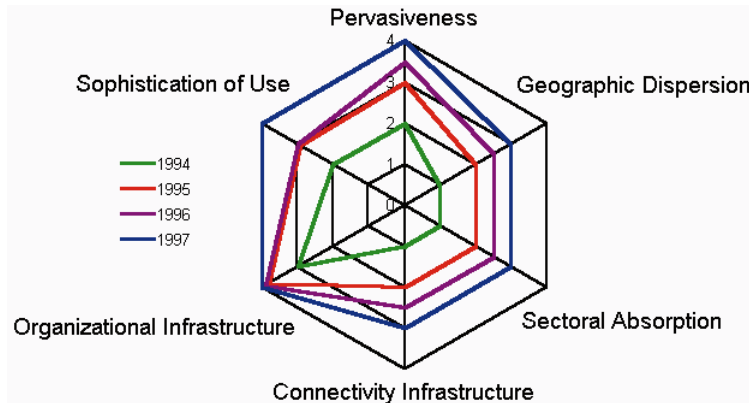 Pervasiveness
4
Sophistication of Use
Geographic Dispersion
3
2
1994
1
1995
0
1996
1997
Organizational Infrastructure
Sectoral Absorption
Connectivity Infrastructure